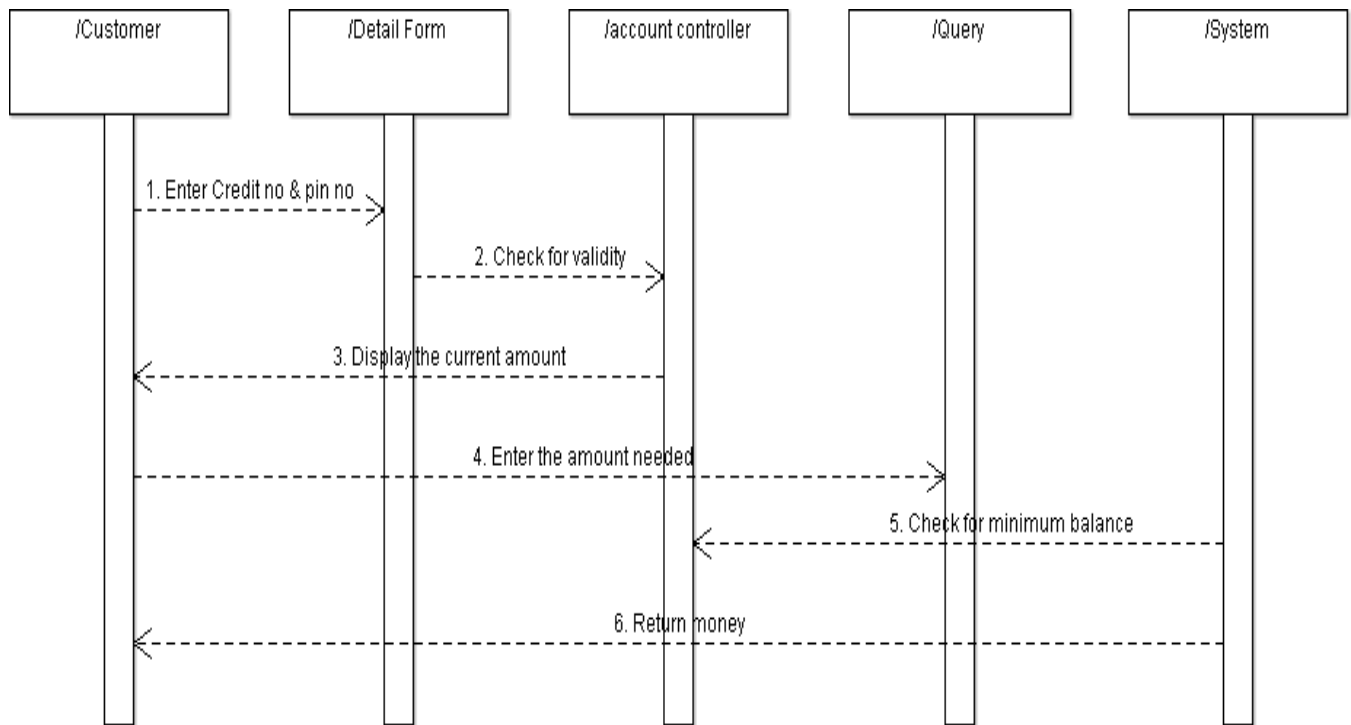 /Customer
/Detail Form
/account controller
/Query
/System
1. Enter Credit no & pin no
2. Check for validity
3. Display the current amount
4. Enter the amount needed
5. Check for minimum balance
6. Return money